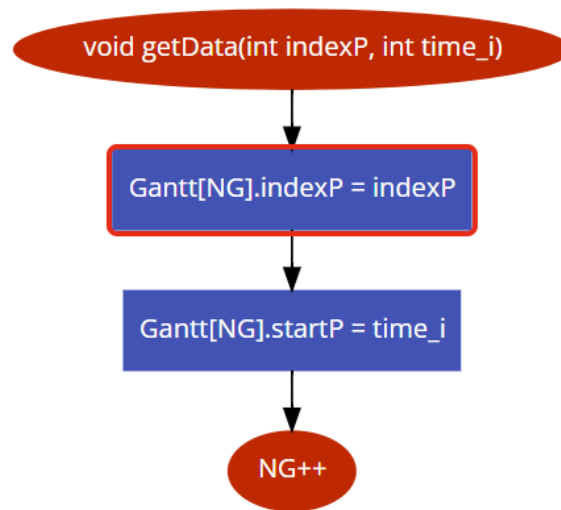 void getData(int indexP, int time_i)
Gantt[NG].indexP = indexP
Gantt[NG].startP = time_i
NG++